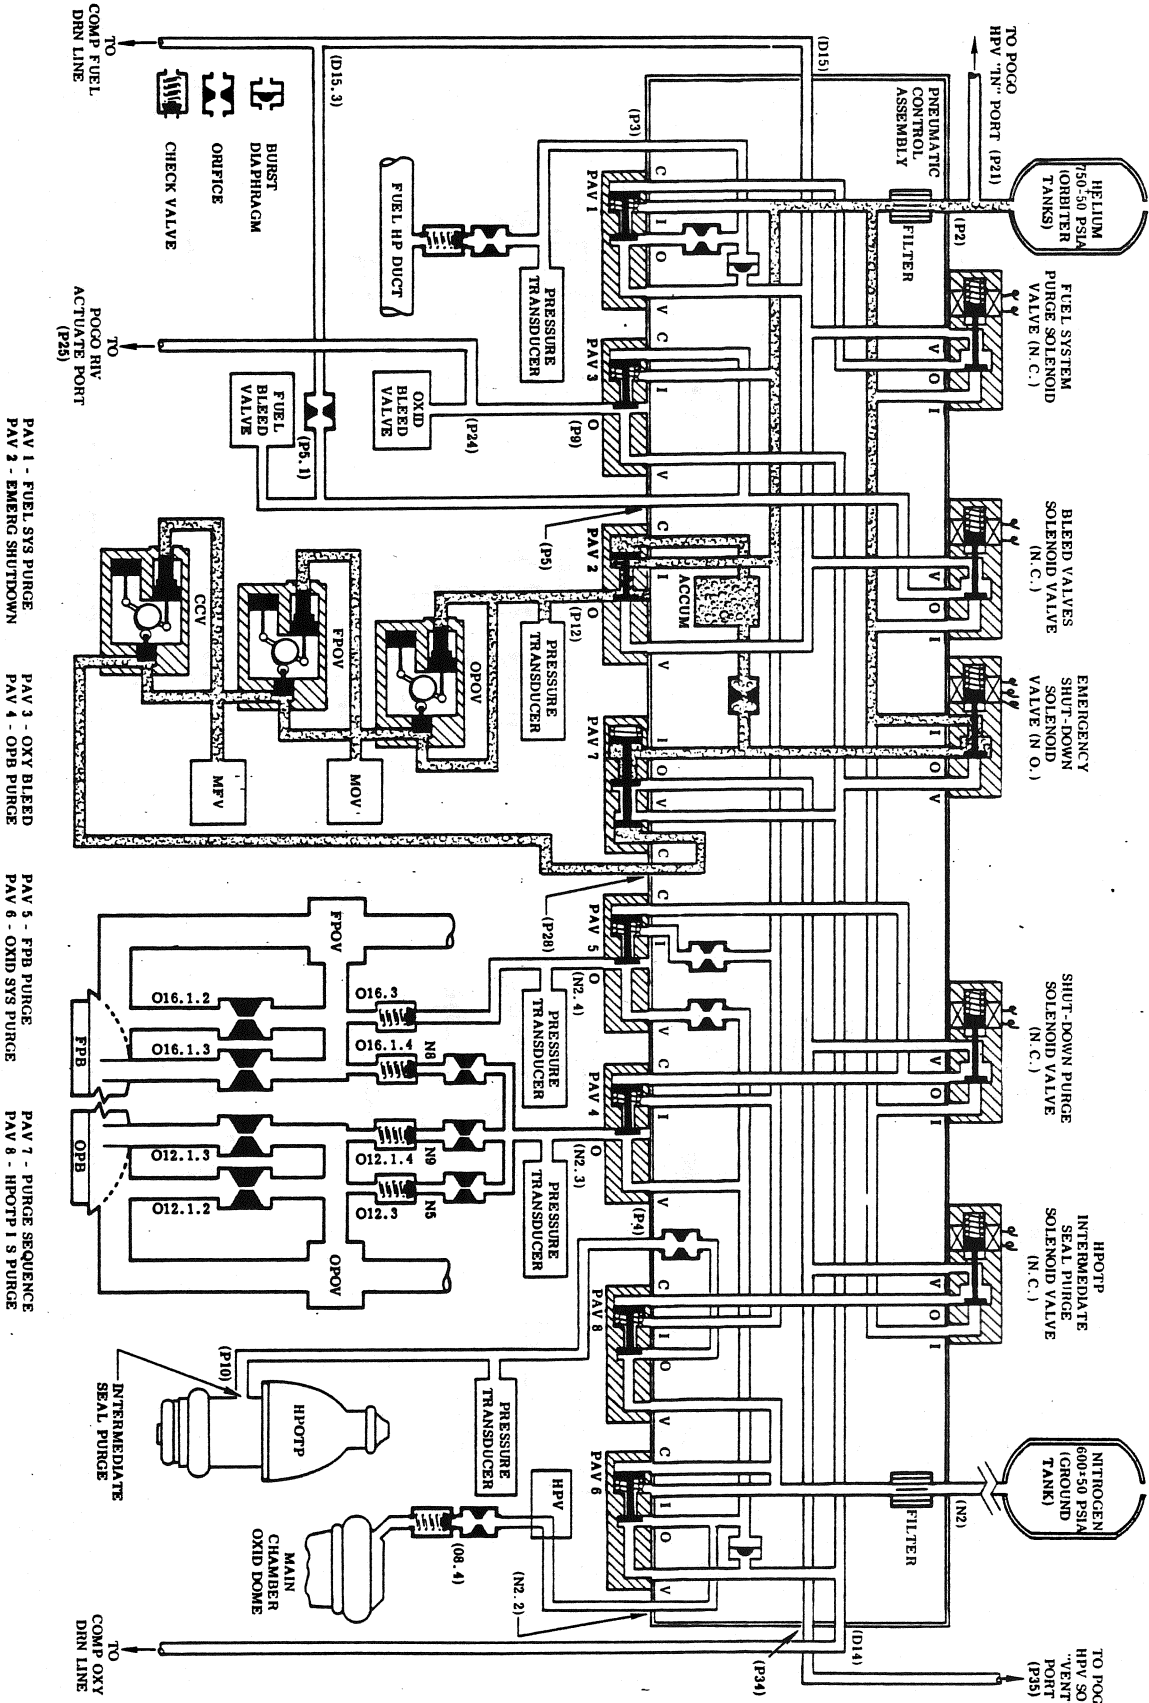 TO POGO
HPV "IN" PORT (P21)
HELIUM
750-50 PSIA
(ORBITER
TANKS)
(P2)
FILTER
PNEUMATIC
CONTROL
ASSEMBLY
(D15)
(P3)
(D15.3)
TO
COMP FUEL
DRN LINE
BURST
DIAPHRAGM
ORIFICE
CHECK VALVE
FUEL SYSTEM
PURGE SOLENOID
VALVE (N.C.)
V
O
I
BLEED VALVES
SOLENOID VALVE
(N.C.)
V
O
I
EMERGENCY
SHUT-DOWN
SOLENOID
VALVE (N O.)
I
O
V
SHUT-DOWN PURGE
SOLENOID VALVE
(N.C.)
V
O
I
HPOTP
INTERMEDIATE
SEAL PURGE
SOLENOID VALVE
(N.C.)
V
O
I
NITROGEN
600±50 PSIA
(GROUND
TANK)
(N2)
FILTER
TO POG
HPV SO
"VENT
PORT
(P35)
(D14)
(P34)
C
I
O
V
PAV 1
C
I
O
V
PAV 3
C
I
O
V
PAV 2
ACCUM
I
O
V
C
PAV 7
C
I
O
V
PAV 5
C
I
O
V
PAV 4
C
I
O
V
PAV 8
C
I
O
V
PAV 6
FUEL HP DUCT
PRESSURE
TRANSDUCER
OXID
BLEED
VALVE
(P24)
(P9)
FUEL
BLEED
VALVE
(P5.1)
(P5)
TO
POGO RIV
ACTUATE PORT
(P25)
(P12)
PRESSURE
TRANSDUCER
OPOV
FPOV
CCV
MOV
MFV
(P28)
(N2.4)
PRESSURE
TRANSDUCER
(N2.3)
PRESSURE
TRANSDUCER
FPOV
O16.3
O16.1.2
O16.1.4
N8
O16.1.3
FPB
OPB
N9
O12.1.4
O12.1.3
N5
O12.3
O12.1.2
OPOV
(P4)
(P10)
INTERMEDIATE
SEAL PURGE
HPOTP
PRESSURE
TRANSDUCER
HPV
(08.4)
MAIN
CHAMBER
OXID DOME
(N2.2)
TO
COMP OXY
DRN LINE
PAV 1 - FUEL SYS PURGE
PAV 2 - EMERG SHUTDOWN
PAV 3 - OXY BLEED
PAV 4 - OPB PURGE
PAV 5 - FPB PURGE
PAV 6 - OXID SYS PURGE
PAV 7 - PURGE SEQUENCE
PAV 8 - HPOTP I S PURGE